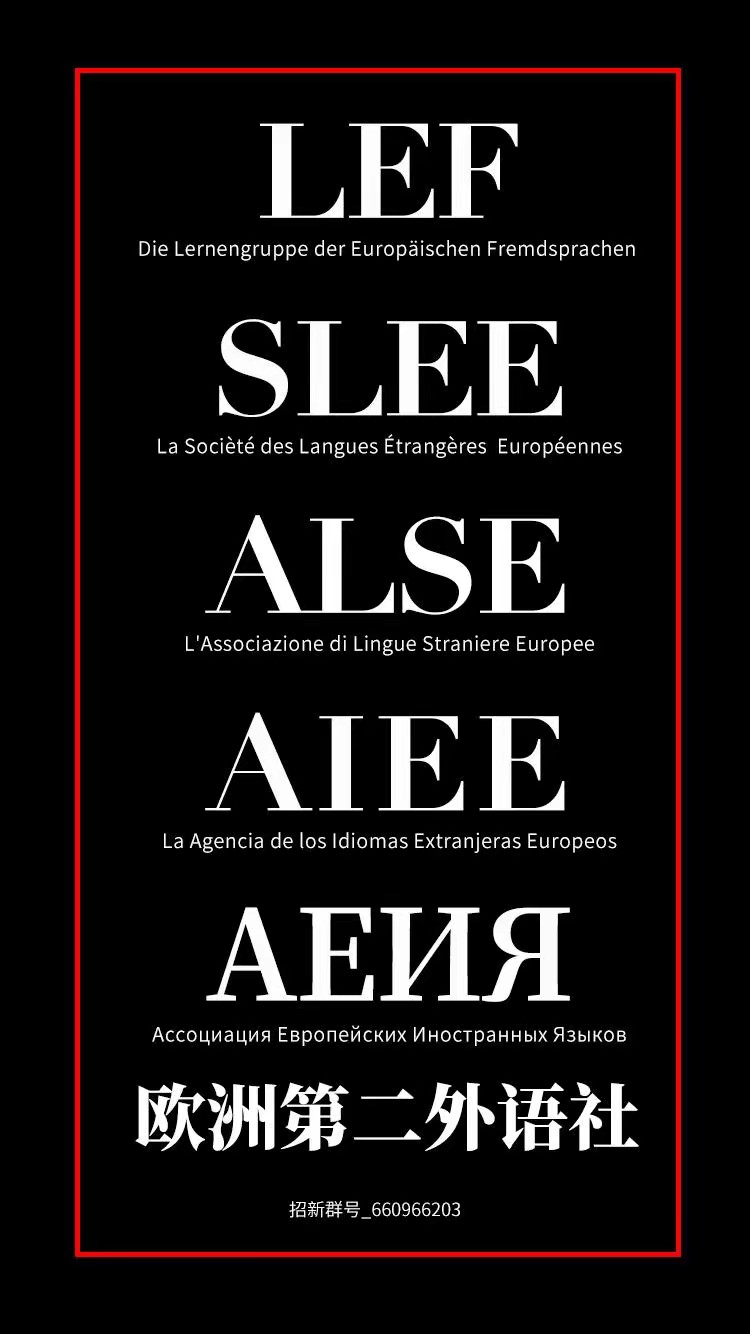 LEF
Die Lernengruppe der Europäischen Fremdsprachen
SLEE
La Socièté des Langues Étrangères Européennes
ALSE
L'Associazione di Lingue Straniere Europee
AIEE
La Agencia de los Idiomas Extranjeras Europeos
АЕИЯ
Ассоциация Европейских Иностранных Языков
欧洲第二外语社
招新群号_660966203